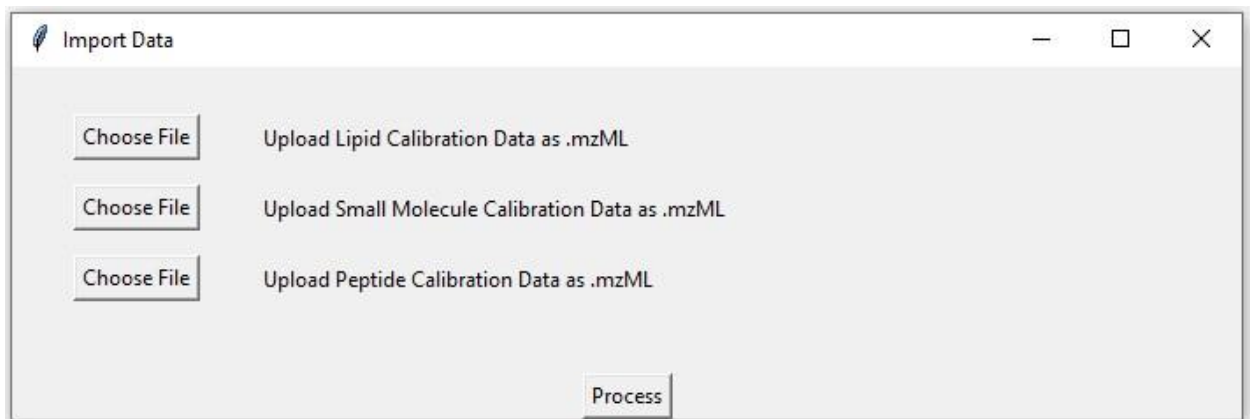 Import Data
Choose File Upload Lipid Calibration Data as .mzML
Choose File Upload Small Molecule Calibration Data as .mzML
Choose File Upload Peptide Calibration Data as .mzML
Process